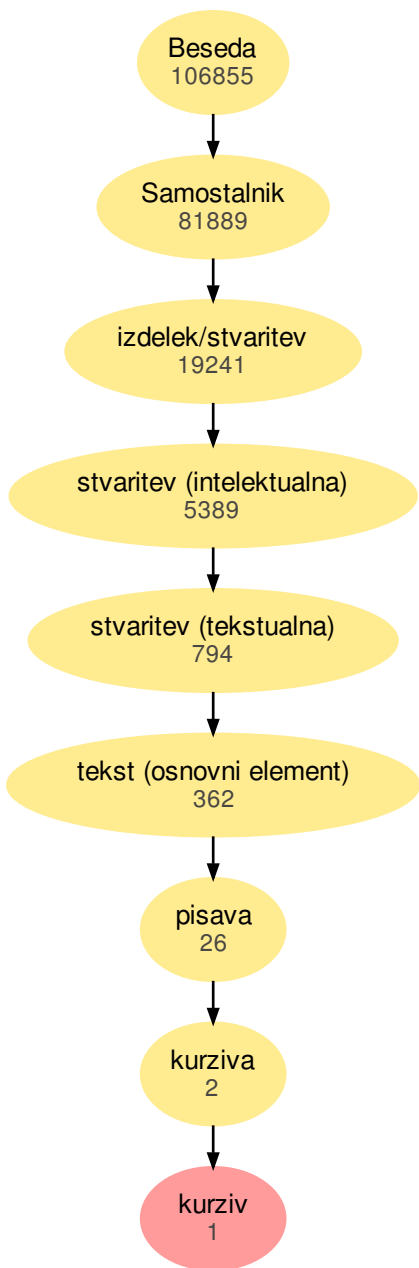 Beseda
106855
Samostalnik
81889
izdelek/stvaritev
19241
stvaritev (intelektualna)
5389
stvaritev (tekstualna)
794
tekst (osnovni element)
362
pisava
26
kurziva
2
kurziv
1